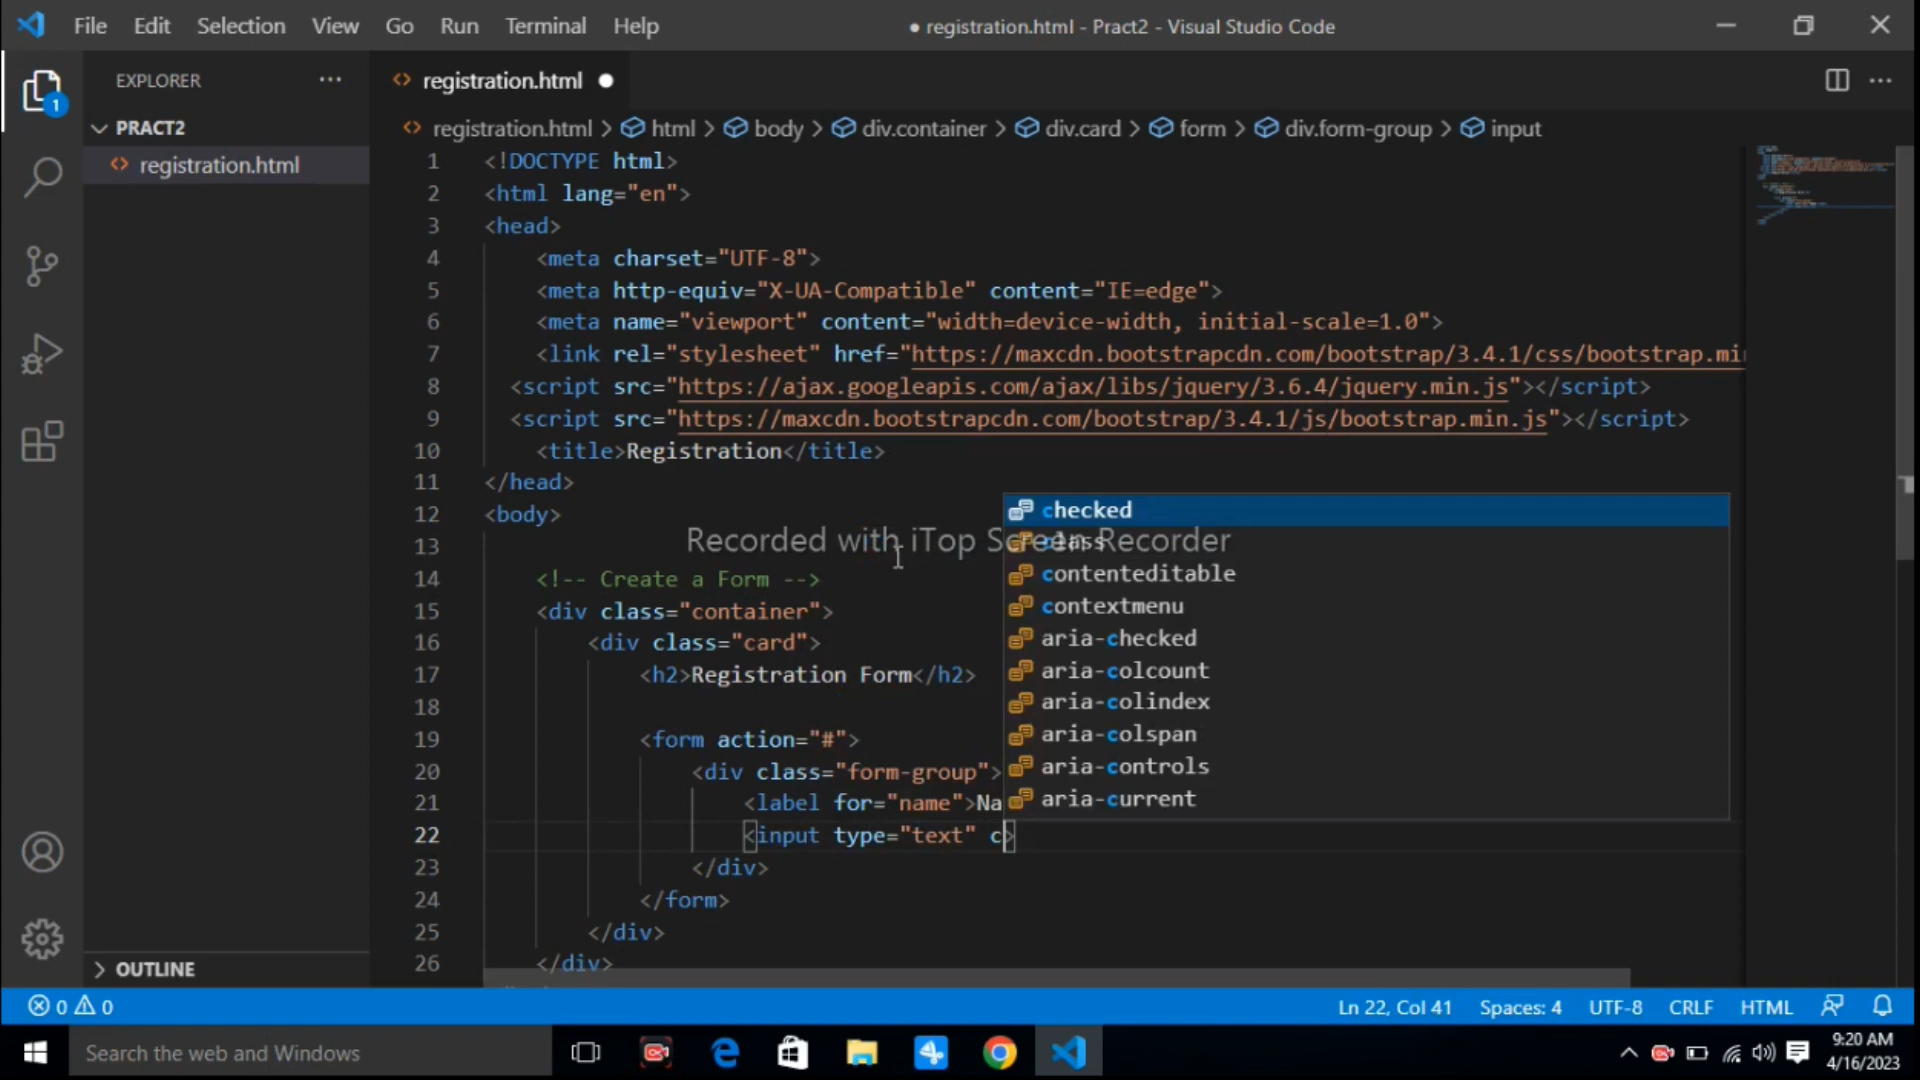 File Edit Selection View Go Run Terminal Help
● registration.html - Pract2 - Visual Studio Code
EXPLORER
registration.html
PRACT2
registration.html
1
registration.html > html > body > div.container > div.card > form > div.form-group > input
1 <!DOCTYPE html>
2 <html lang="en">
3 <head>
4 <meta charset="UTF-8">
5 <meta http-equiv="X-UA-Compatible" content="IE=edge">
6 <meta name="viewport" content="width=device-width, initial-scale=1.0">
7 <link rel="stylesheet" href="https://maxcdn.bootstrapcdn.com/bootstrap/3.4.1/css/bootstrap.mi
8 <script src="https://ajax.googleapis.com/ajax/libs/jquery/3.6.4/jquery.min.js"></script>
9 <script src="https://maxcdn.bootstrapcdn.com/bootstrap/3.4.1/js/bootstrap.min.js"></script>
10 <title>Registration</title>
11 </head>
12 <body>
13
14 <!-- Create a Form -->
15 <div class="container">
16 <div class="card">
17 <h2>Registration Form</h2>
18
19 <form action="#">
20 <div class="form-group">
21 <label for="name">Na
22 <input type="text" c>
23 </div>
24 </form>
25 </div>
26 </div>
checked
class
contenteditable
contextmenu
aria-checked
aria-colcount
aria-colindex
aria-colspan
aria-controls
aria-current
Recorded with iTop Screen Recorder
OUTLINE
0 0
Ln 22, Col 41 Spaces: 4 UTF-8 CRLF HTML
Search the web and Windows
9:20 AM
4/16/2023